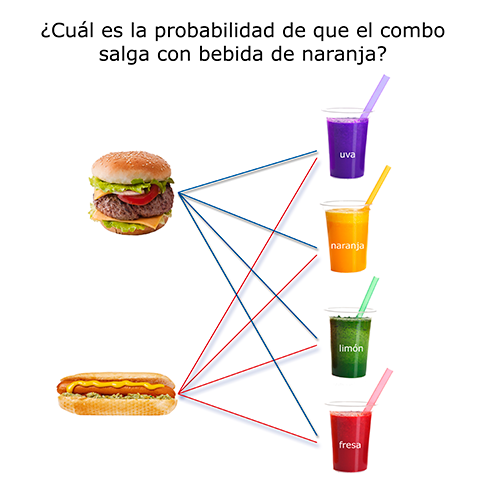 ¿Cuál es la probabilidad de que el combo
salga con bebida de naranja?
uva
naranja
limón
fresa